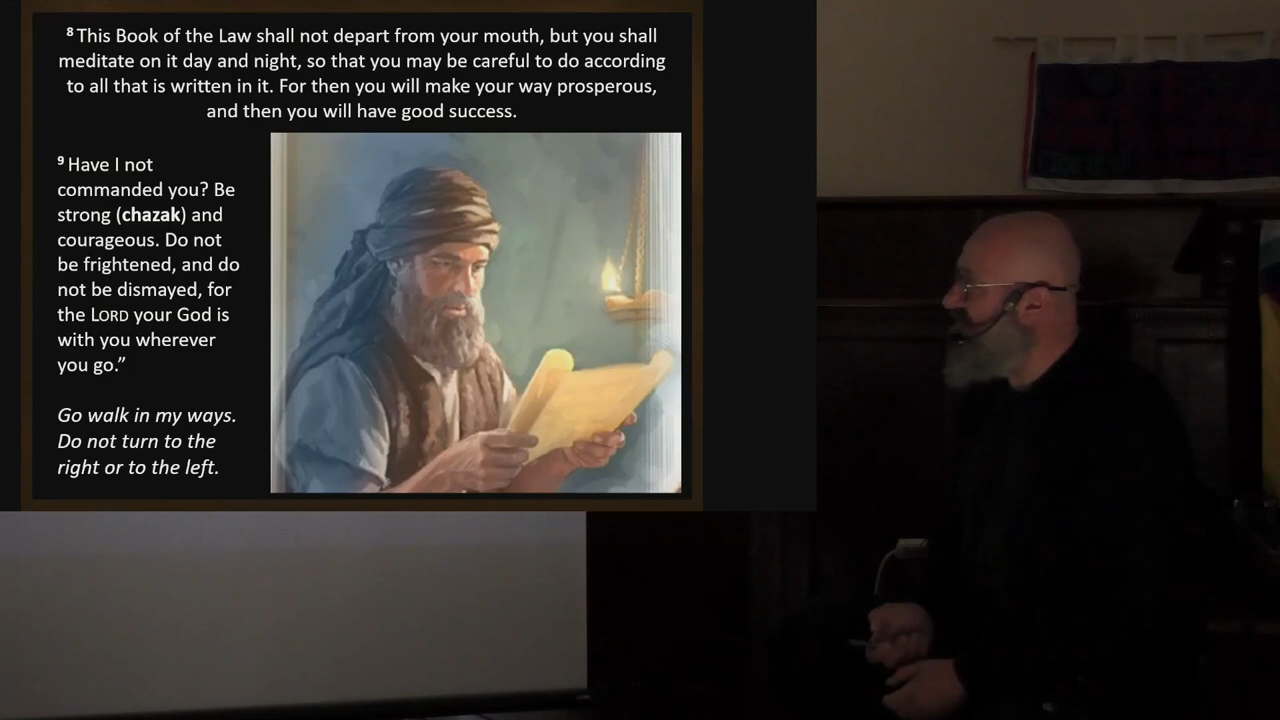 ⁸ This Book of the Law shall not depart from your mouth, but you shall
meditate on it day and night, so that you may be careful to do according
to all that is written in it. For then you will make your way prosperous,
and then you will have good success.
⁹ Have I not
commanded you? Be
strong (chazak) and
courageous. Do not
be frightened, and do
not be dismayed, for
the LORD your God is
with you wherever
you go.”
Go walk in my ways.
Do not turn to the
right or to the left.